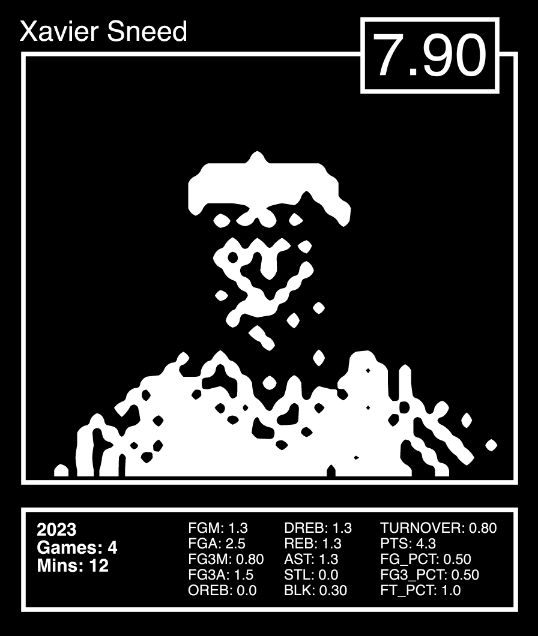 Xavier Sneed
7.90
2023
Games: 4
Mins: 12
FGM: 1.3
FGA: 2.5
FG3M: 0.80
FG3A: 1.5
OREB: 0.0
DREB: 1.3
REB: 1.3
AST: 1.3
STL: 0.0
BLK: 0.30
TURNOVER: 0.80
PTS: 4.3
FG_PCT: 0.50
FG3_PCT: 0.50
FT_PCT: 1.0